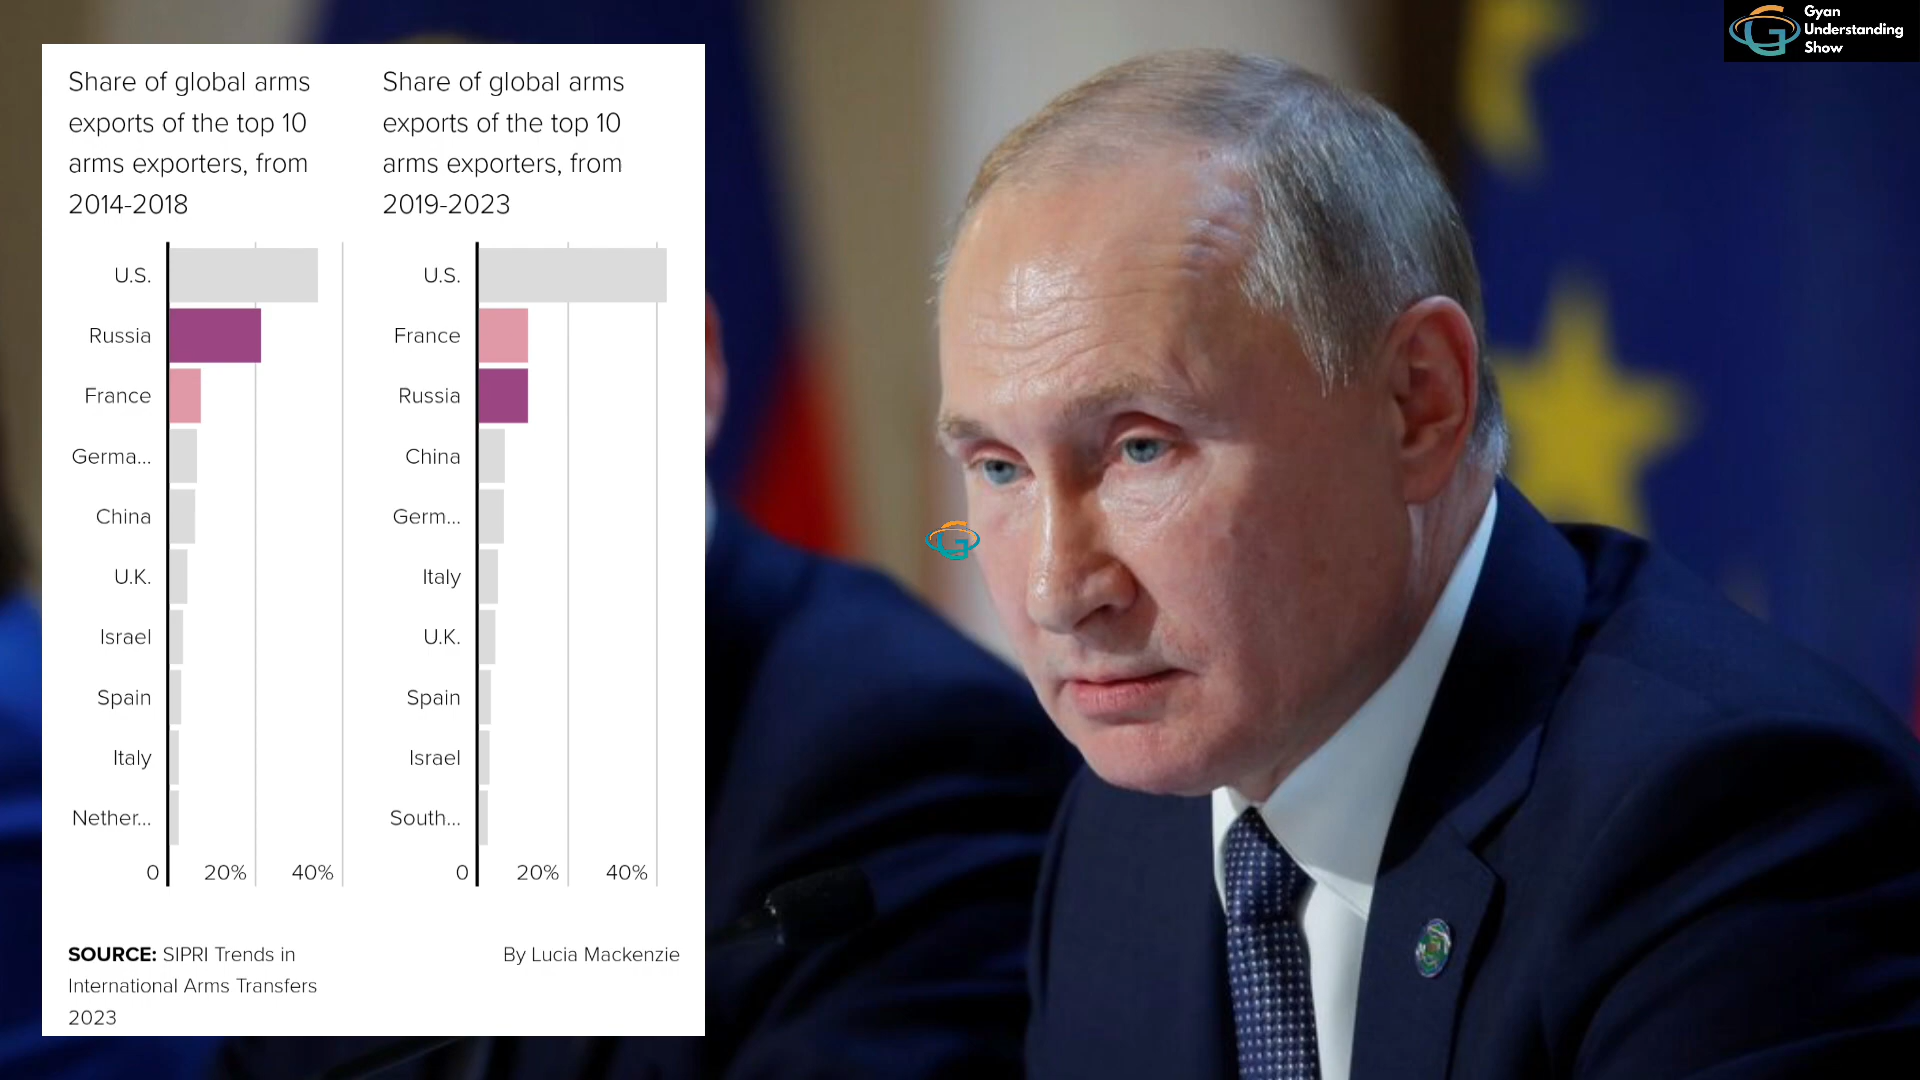 Gyan
Understanding
Show
Share of global arms
exports of the top 10
arms exporters, from
2014-2018
U.S.
Russia
France
Germa...
China
U.K.
Israel
Spain
Italy
Nether...
0 20% 40%
Share of global arms
exports of the top 10
arms exporters, from
2019-2023
U.S.
France
Russia
China
Germ...
Italy
U.K.
Spain
Israel
South...
0 20% 40%
SOURCE: SIPRI Trends in
International Arms Transfers
2023
By Lucia Mackenzie